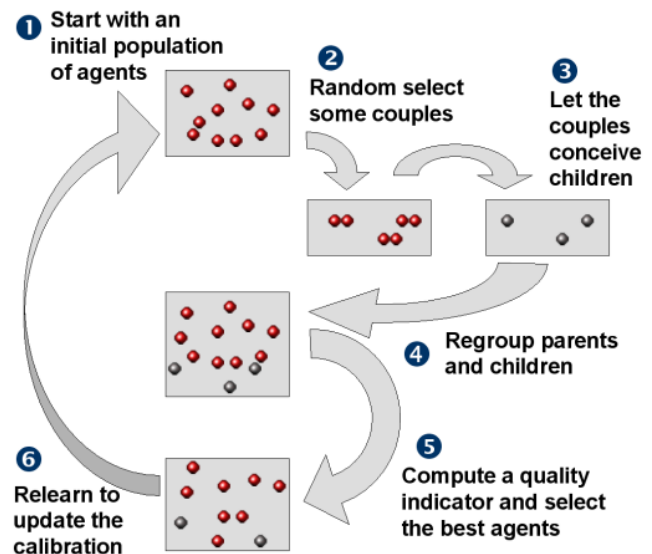 1 Start with an
initial population
of agents
2
Random select
some couples
3
Let the
couples
conceive
children
4 Regroup parents
and children
5
Compute a quality
indicator and select
the best agents
6
Relearn to
update the
calibration